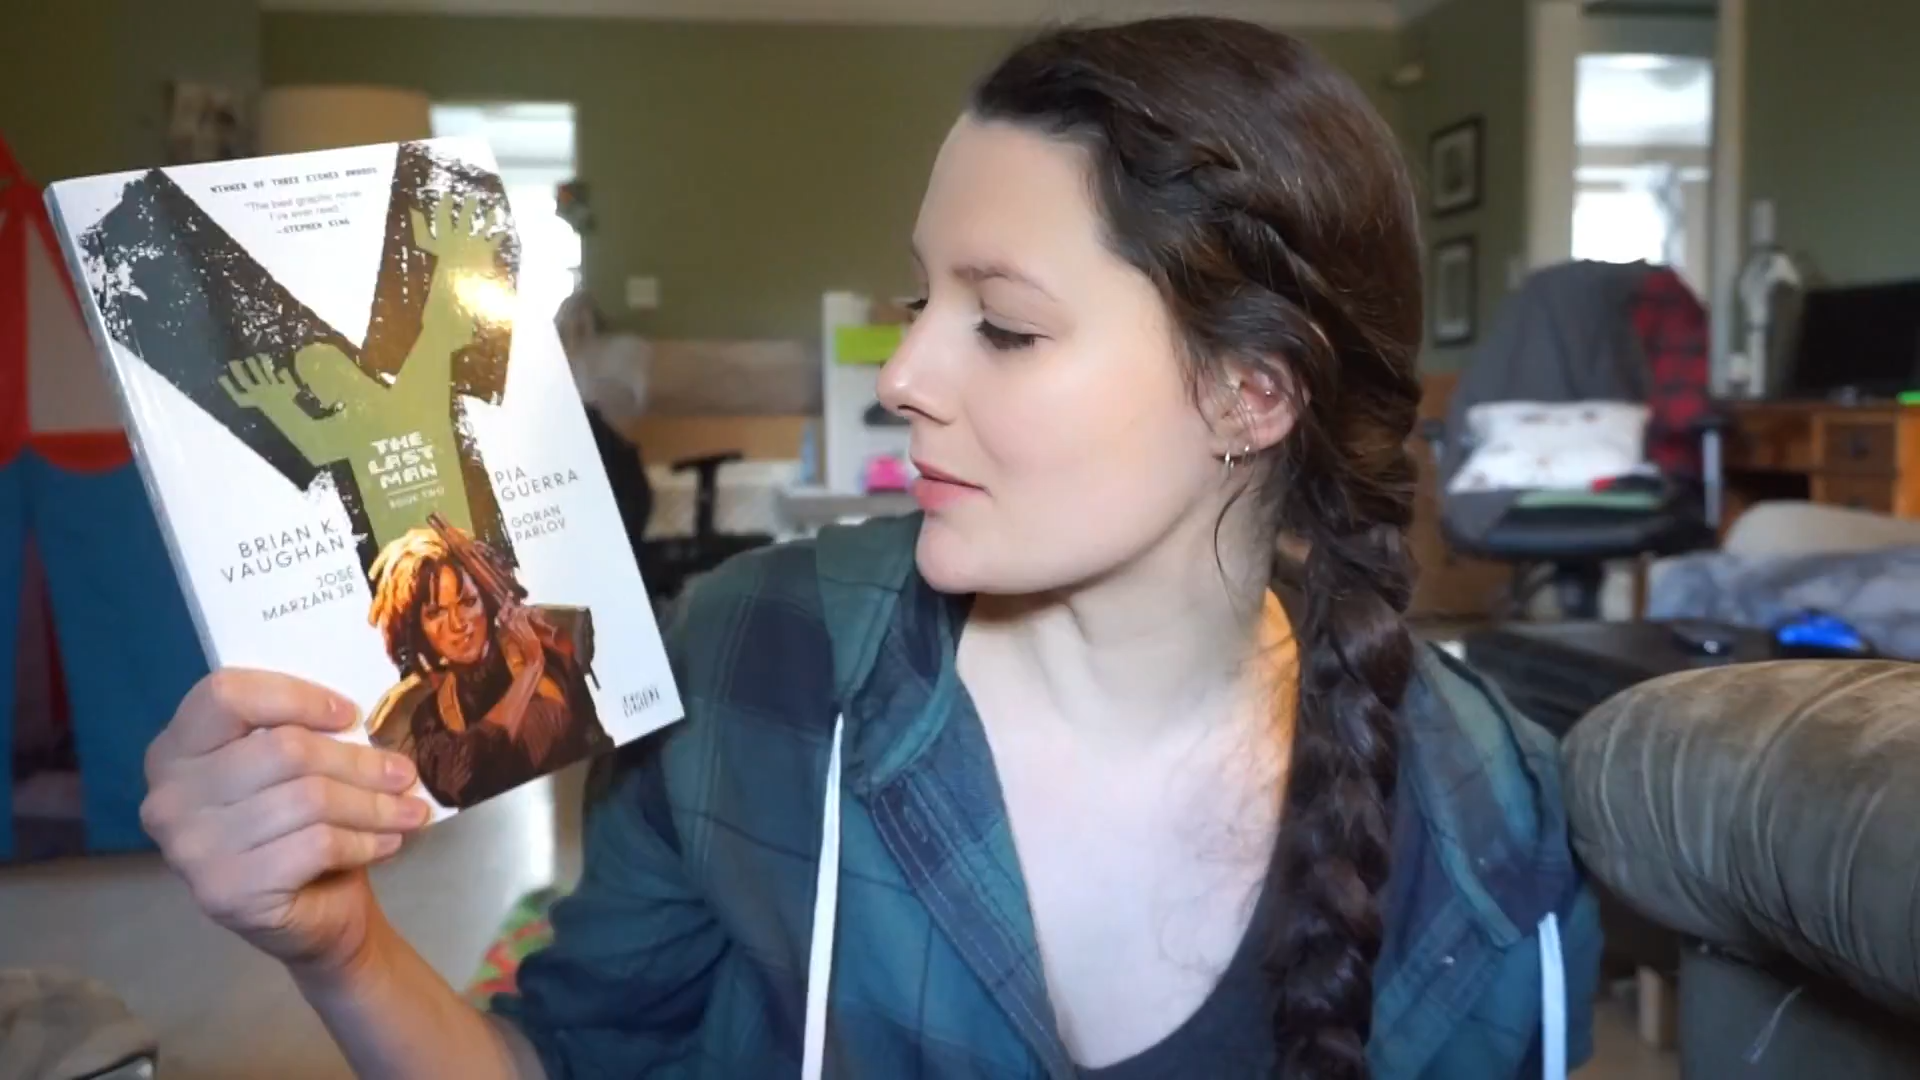 WINNER OF THREE EISNER AWARDS
"The best graphic novel
I've ever read."
—STEPHEN KING
Y
THE
LAST
MAN
BOOK TWO
PIA
GUERRA
GORAN
PARLOV
BRIAN K.
VAUGHAN
JOSÉ
MARZÁN, JR.